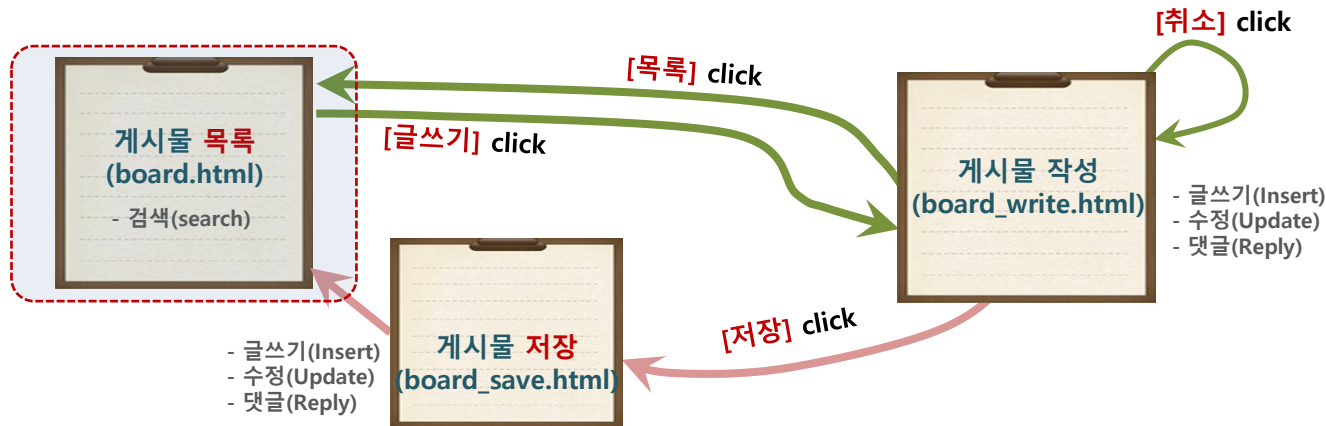 [취소] click
[목록] click
[글쓰기] click
게시물 목록
(board.html)
- 검색(search)
게시물 작성
(board_write.html)
- 글쓰기(Insert)
- 수정(Update)
- 댓글(Reply)
[저장] click
게시물 저장
(board_save.html)
- 글쓰기(Insert)
- 수정(Update)
- 댓글(Reply)